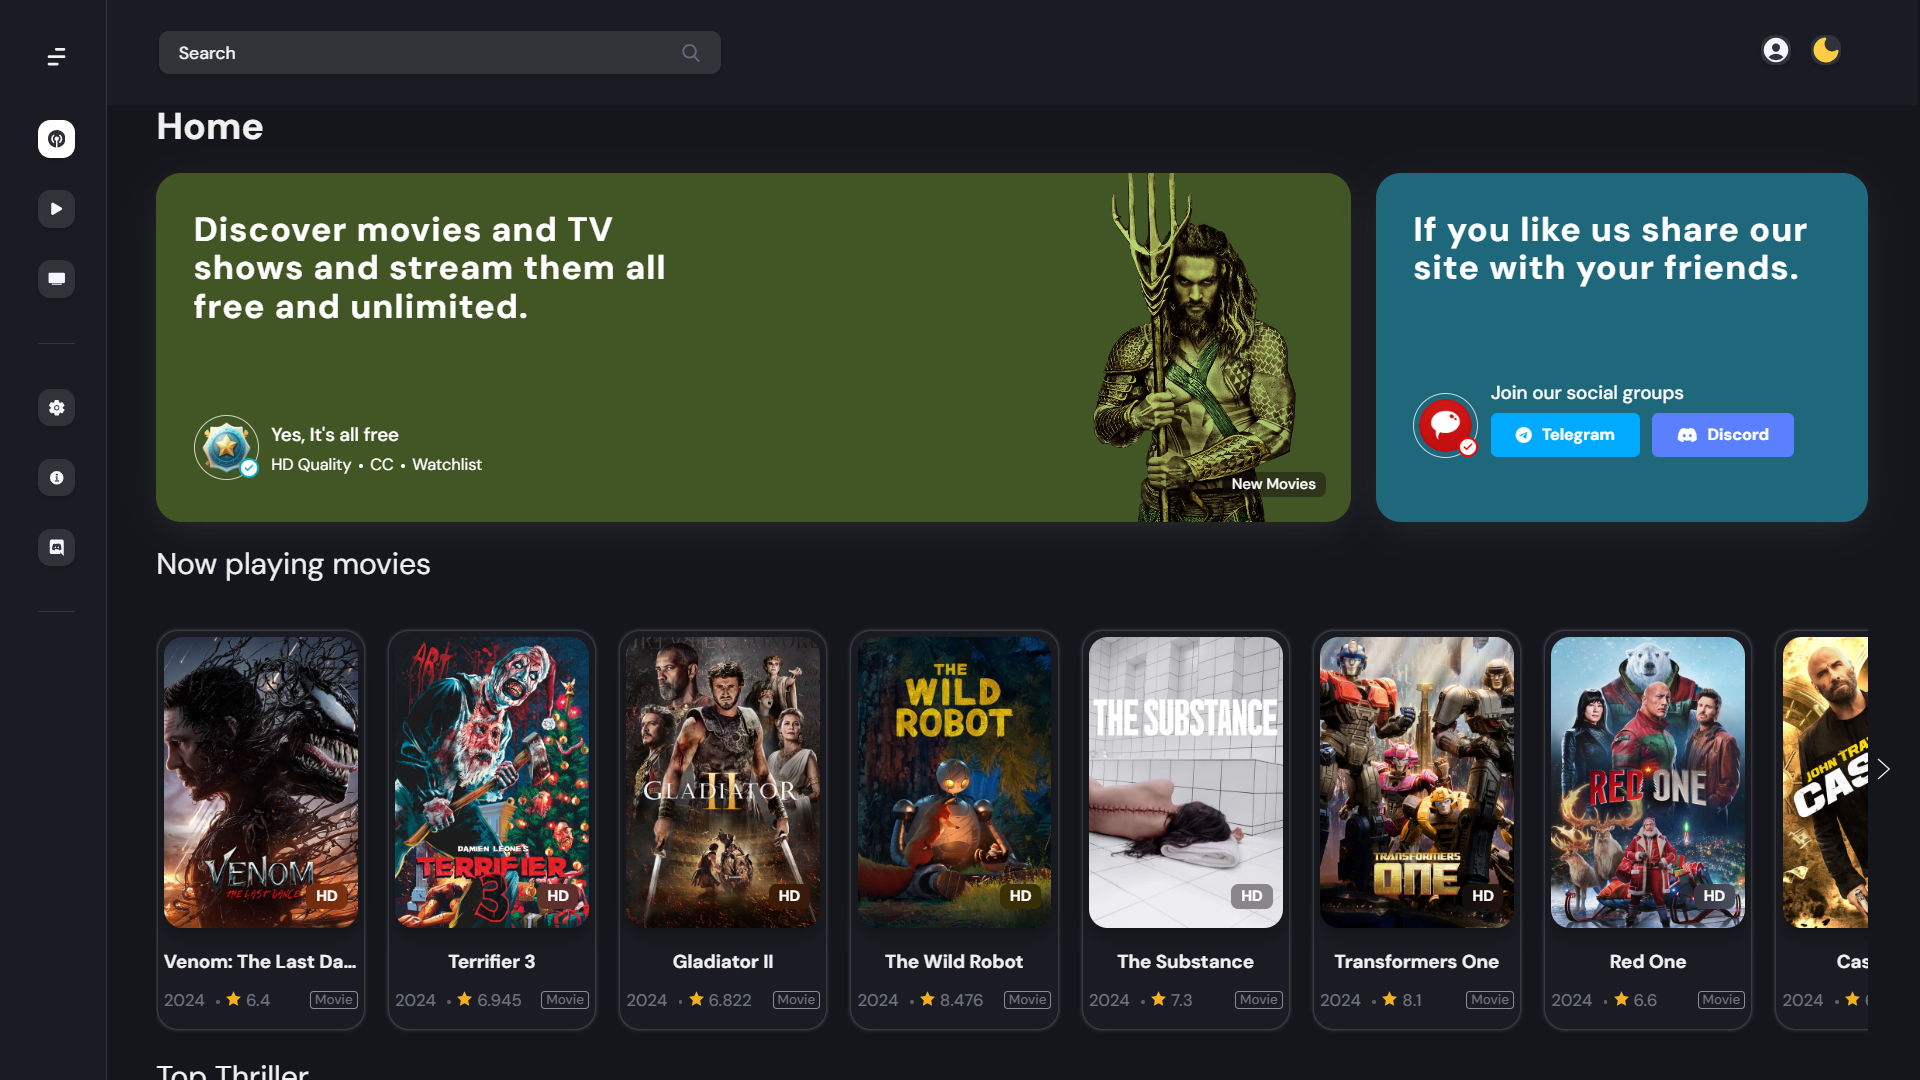 Search
Home
Discover movies and TV
shows and stream them all
free and unlimited.
Yes, It's all free
HD Quality • CC • Watchlist
New Movies
If you like us share our
site with your friends.
Join our social groups
Telegram
Discord
Now playing movies
VENOM
THE LAST DANCE
HD
Venom: The Last Da...
2024 • 6.4 Movie
ART
DAMIEN LEONE'S
TERRIFIER
3
HD
Terrifier 3
2024 • 6.945 Movie
GLADIATOR
II
HD
Gladiator II
2024 • 6.822 Movie
THE
WILD
ROBOT
HD
The Wild Robot
2024 • 8.476 Movie
THE SUBSTANCE
HD
The Substance
2024 • 7.3 Movie
TRANSFORMERS
ONE
HD
Transformers One
2024 • 8.1 Movie
RED ONE
HD
Red One
2024 • 6.6 Movie
JOHN TRA
CAS
Cas
2024 •
Top Thriller